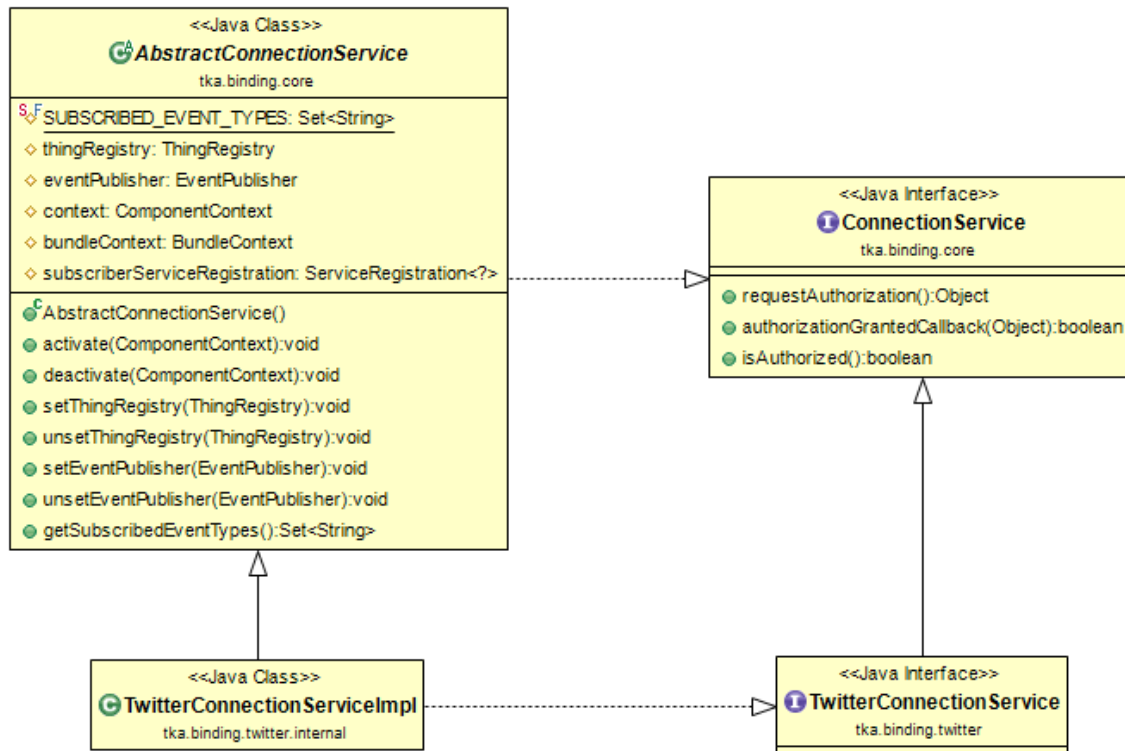 <<Java Class>>
AbstractConnectionService
tka.binding.core
SUBSCRIBED_EVENT_TYPES: Set<String>
thingRegistry: ThingRegistry
eventPublisher: EventPublisher
context: ComponentContext
bundleContext: BundleContext
subscriberServiceRegistration: ServiceRegistration<?>
AbstractConnectionService()
activate(ComponentContext):void
deactivate(ComponentContext):void
setThingRegistry(ThingRegistry):void
unsetThingRegistry(ThingRegistry):void
setEventPublisher(EventPublisher):void
unsetEventPublisher(EventPublisher):void
getSubscribedEventTypes():Set<String>
<<Java Interface>>
ConnectionService
tka.binding.core
requestAuthorization():Object
authorizationGrantedCallback(Object):boolean
isAuthorized():boolean
<<Java Class>>
TwitterConnectionServiceImpl
tka.binding.twitter.internal
<<Java Interface>>
TwitterConnectionService
tka.binding.twitter